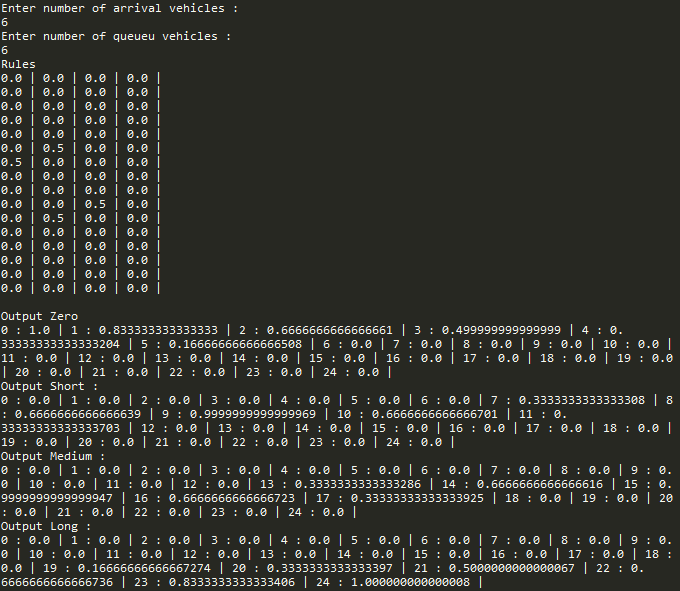 Enter number of arrival vehicles :
6
Enter number of queueu vehicles :
6
Rules
0.0 | 0.0 | 0.0 | 0.0 |
0.0 | 0.0 | 0.0 | 0.0 |
0.0 | 0.0 | 0.0 | 0.0 |
0.0 | 0.0 | 0.0 | 0.0 |
0.0 | 0.0 | 0.0 | 0.0 |
0.0 | 0.5 | 0.0 | 0.0 |
0.5 | 0.0 | 0.0 | 0.0 |
0.0 | 0.0 | 0.0 | 0.0 |
0.0 | 0.0 | 0.0 | 0.0 |
0.0 | 0.0 | 0.5 | 0.0 |
0.0 | 0.5 | 0.0 | 0.0 |
0.0 | 0.0 | 0.0 | 0.0 |
0.0 | 0.0 | 0.0 | 0.0 |
0.0 | 0.0 | 0.0 | 0.0 |
0.0 | 0.0 | 0.0 | 0.0 |
0.0 | 0.0 | 0.0 | 0.0 |
Output Zero
0 : 1.0 | 1 : 0.833333333333333 | 2 : 0.6666666666666661 | 3 : 0.499999999999999 | 4 : 0.
33333333333333204 | 5 : 0.16666666666666508 | 6 : 0.0 | 7 : 0.0 | 8 : 0.0 | 9 : 0.0 | 10 : 0.0 |
11 : 0.0 | 12 : 0.0 | 13 : 0.0 | 14 : 0.0 | 15 : 0.0 | 16 : 0.0 | 17 : 0.0 | 18 : 0.0 | 19 : 0.0
| 20 : 0.0 | 21 : 0.0 | 22 : 0.0 | 23 : 0.0 | 24 : 0.0 |
Output Short :
0 : 0.0 | 1 : 0.0 | 2 : 0.0 | 3 : 0.0 | 4 : 0.0 | 5 : 0.0 | 6 : 0.0 | 7 : 0.3333333333333308 | 8
: 0.6666666666666639 | 9 : 0.9999999999999969 | 10 : 0.6666666666666701 | 11 : 0.
33333333333333703 | 12 : 0.0 | 13 : 0.0 | 14 : 0.0 | 15 : 0.0 | 16 : 0.0 | 17 : 0.0 | 18 : 0.0 |
19 : 0.0 | 20 : 0.0 | 21 : 0.0 | 22 : 0.0 | 23 : 0.0 | 24 : 0.0 |
Output Medium :
0 : 0.0 | 1 : 0.0 | 2 : 0.0 | 3 : 0.0 | 4 : 0.0 | 5 : 0.0 | 6 : 0.0 | 7 : 0.0 | 8 : 0.0 | 9 : 0.
0 | 10 : 0.0 | 11 : 0.0 | 12 : 0.0 | 13 : 0.3333333333333286 | 14 : 0.6666666666666616 | 15 : 0.
9999999999999947 | 16 : 0.6666666666666723 | 17 : 0.33333333333333925 | 18 : 0.0 | 19 : 0.0 | 20
: 0.0 | 21 : 0.0 | 22 : 0.0 | 23 : 0.0 | 24 : 0.0 |
Output Long :
0 : 0.0 | 1 : 0.0 | 2 : 0.0 | 3 : 0.0 | 4 : 0.0 | 5 : 0.0 | 6 : 0.0 | 7 : 0.0 | 8 : 0.0 | 9 : 0.
0 | 10 : 0.0 | 11 : 0.0 | 12 : 0.0 | 13 : 0.0 | 14 : 0.0 | 15 : 0.0 | 16 : 0.0 | 17 : 0.0 | 18 :
0.0 | 19 : 0.16666666666667274 | 20 : 0.3333333333333397 | 21 : 0.5000000000000067 | 22 : 0.
6666666666666736 | 23 : 0.8333333333333406 | 24 : 1.000000000000008 |